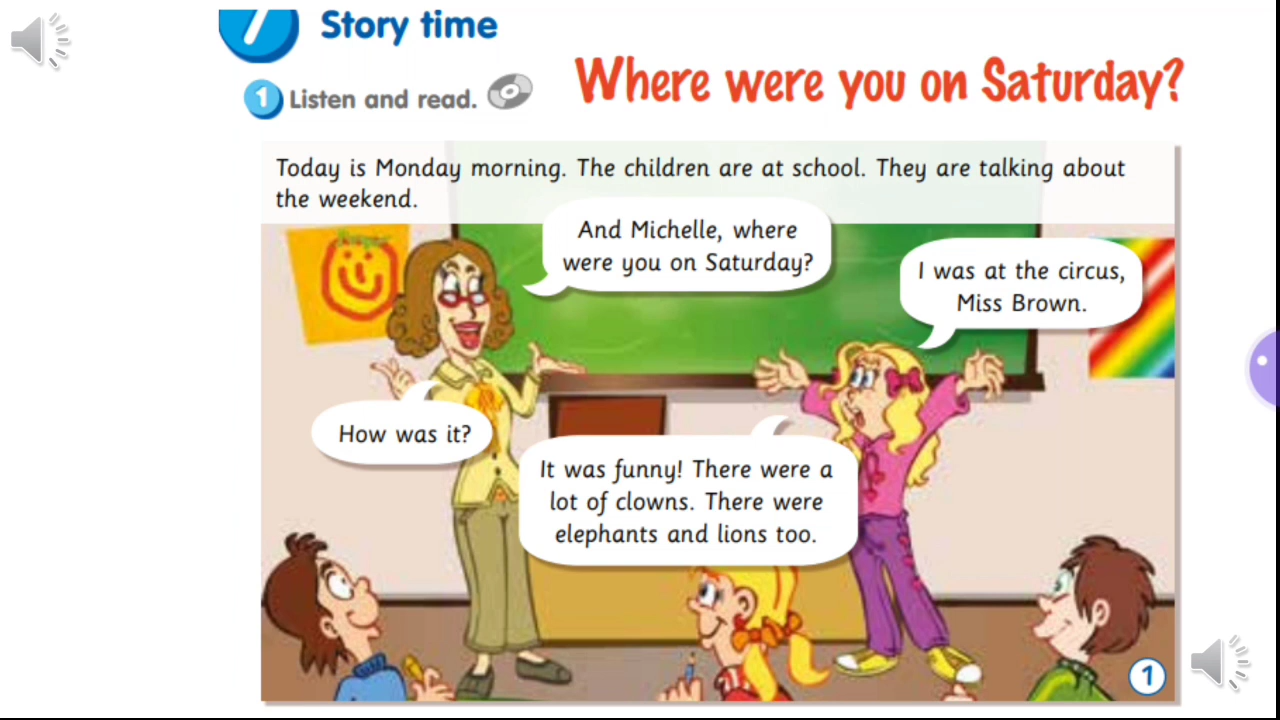 7 Story time
Where were you on Saturday?
1 Listen and read.
Today is Monday morning. The children are at school. They are talking about
the weekend.
And Michelle, where
were you on Saturday?
I was at the circus,
Miss Brown.
How was it?
It was funny! There were a
lot of clowns. There were
elephants and lions too.
1